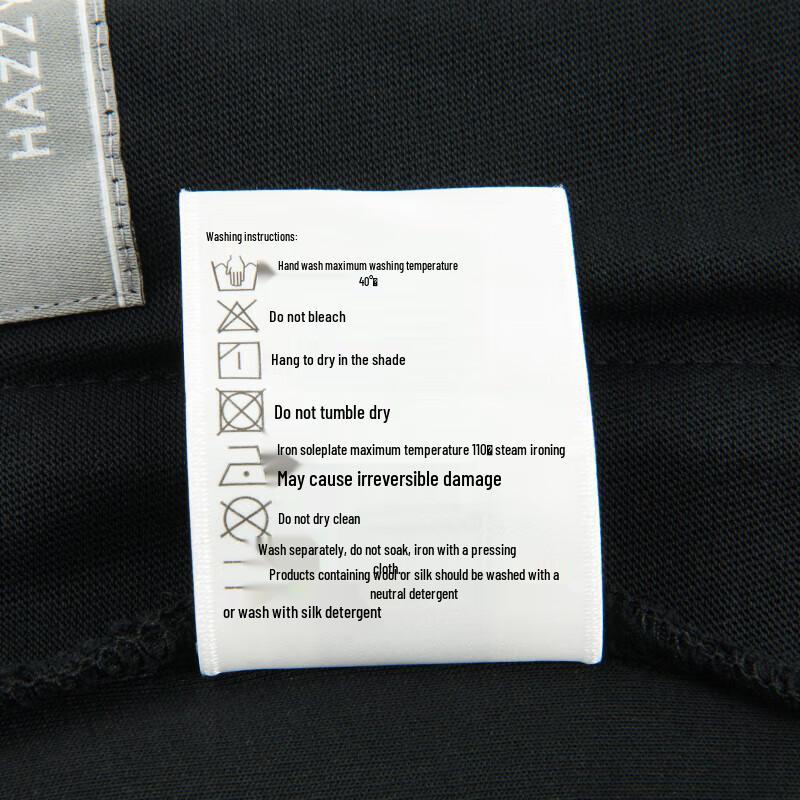 HAZZY
Washing instructions:
Hand wash maximum washing temperature
40°
Do not bleach
Hang to dry in the shade
Do not tumble dry
Iron soleplate maximum temperature 110 steam ironing
May cause irreversible damage
Do not dry clean
Wash separately, do not soak, iron with a pressing
cloth.
Products containing wool or silk should be washed with a
neutral detergent
or wash with silk detergent